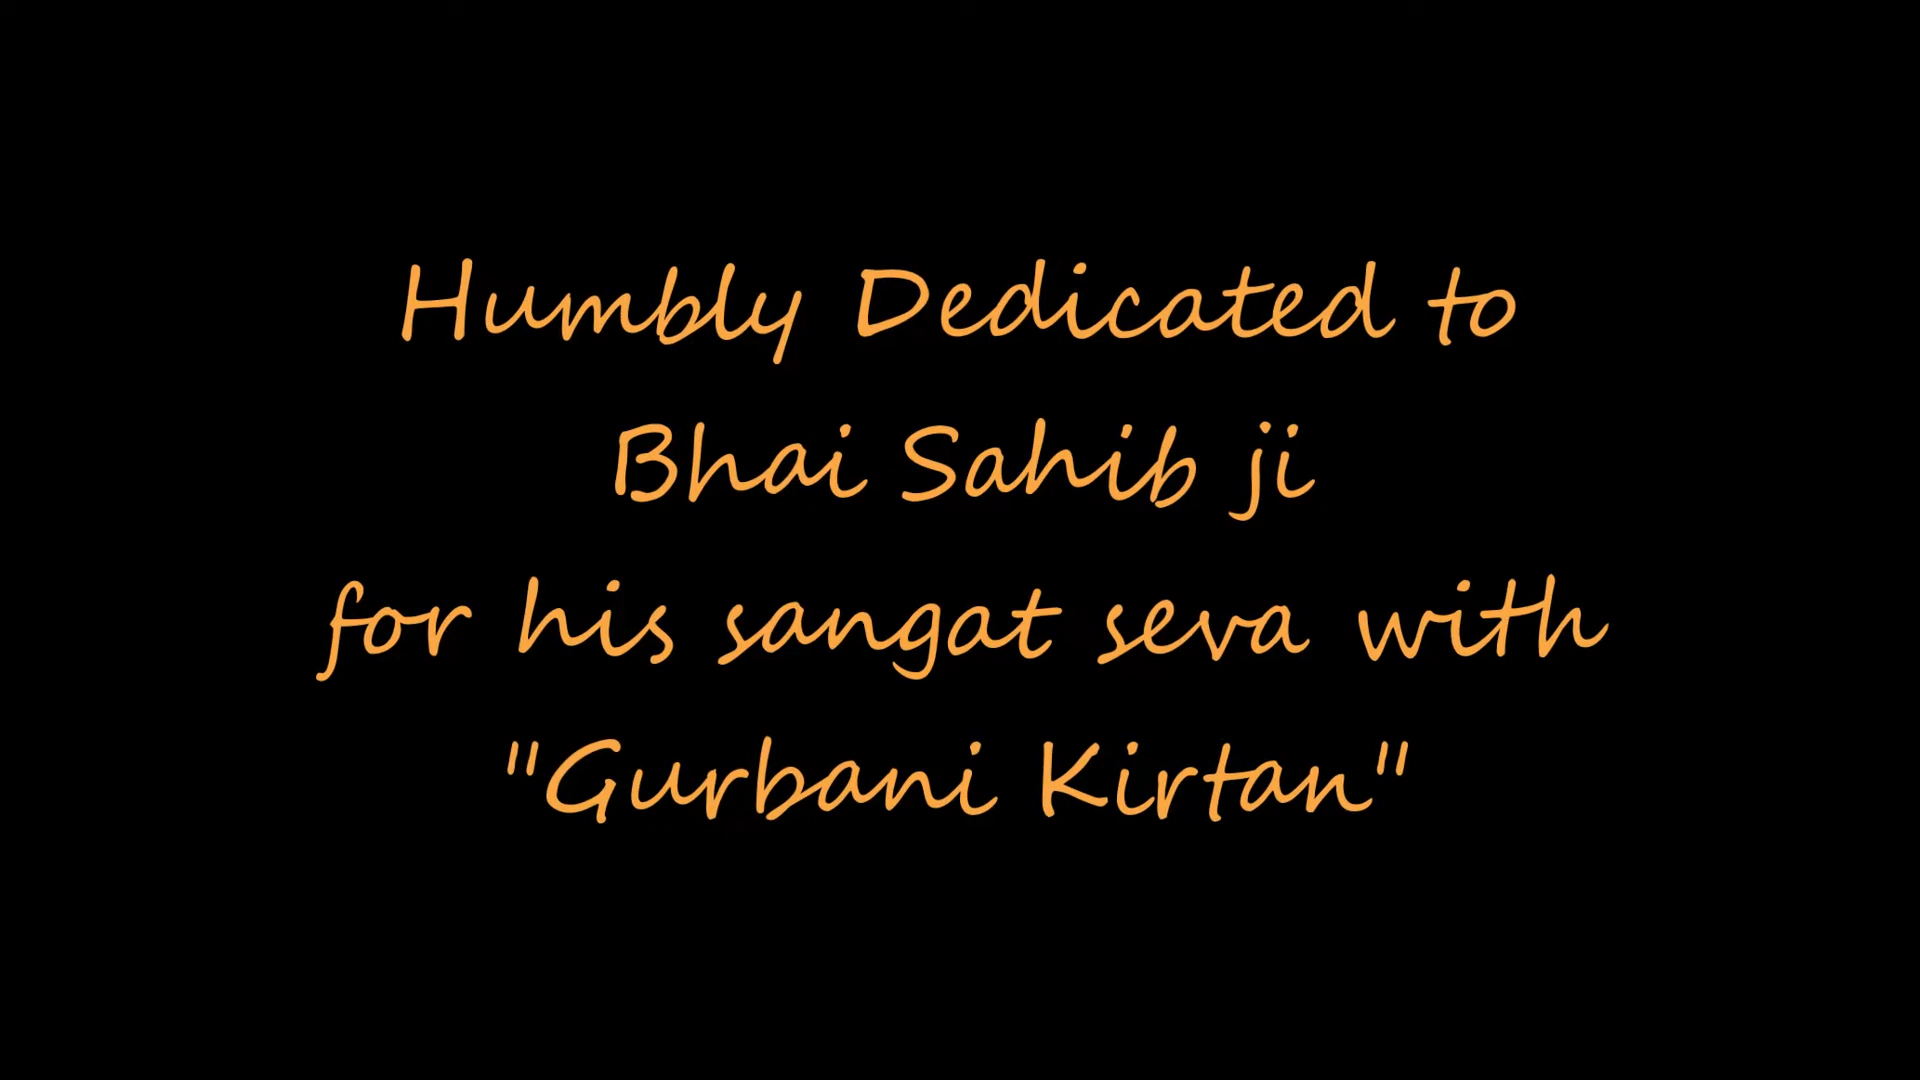 Humbly Dedicated to
Bhai Sahib ji
for his sangat seva with
"Gurbani Kirtan"